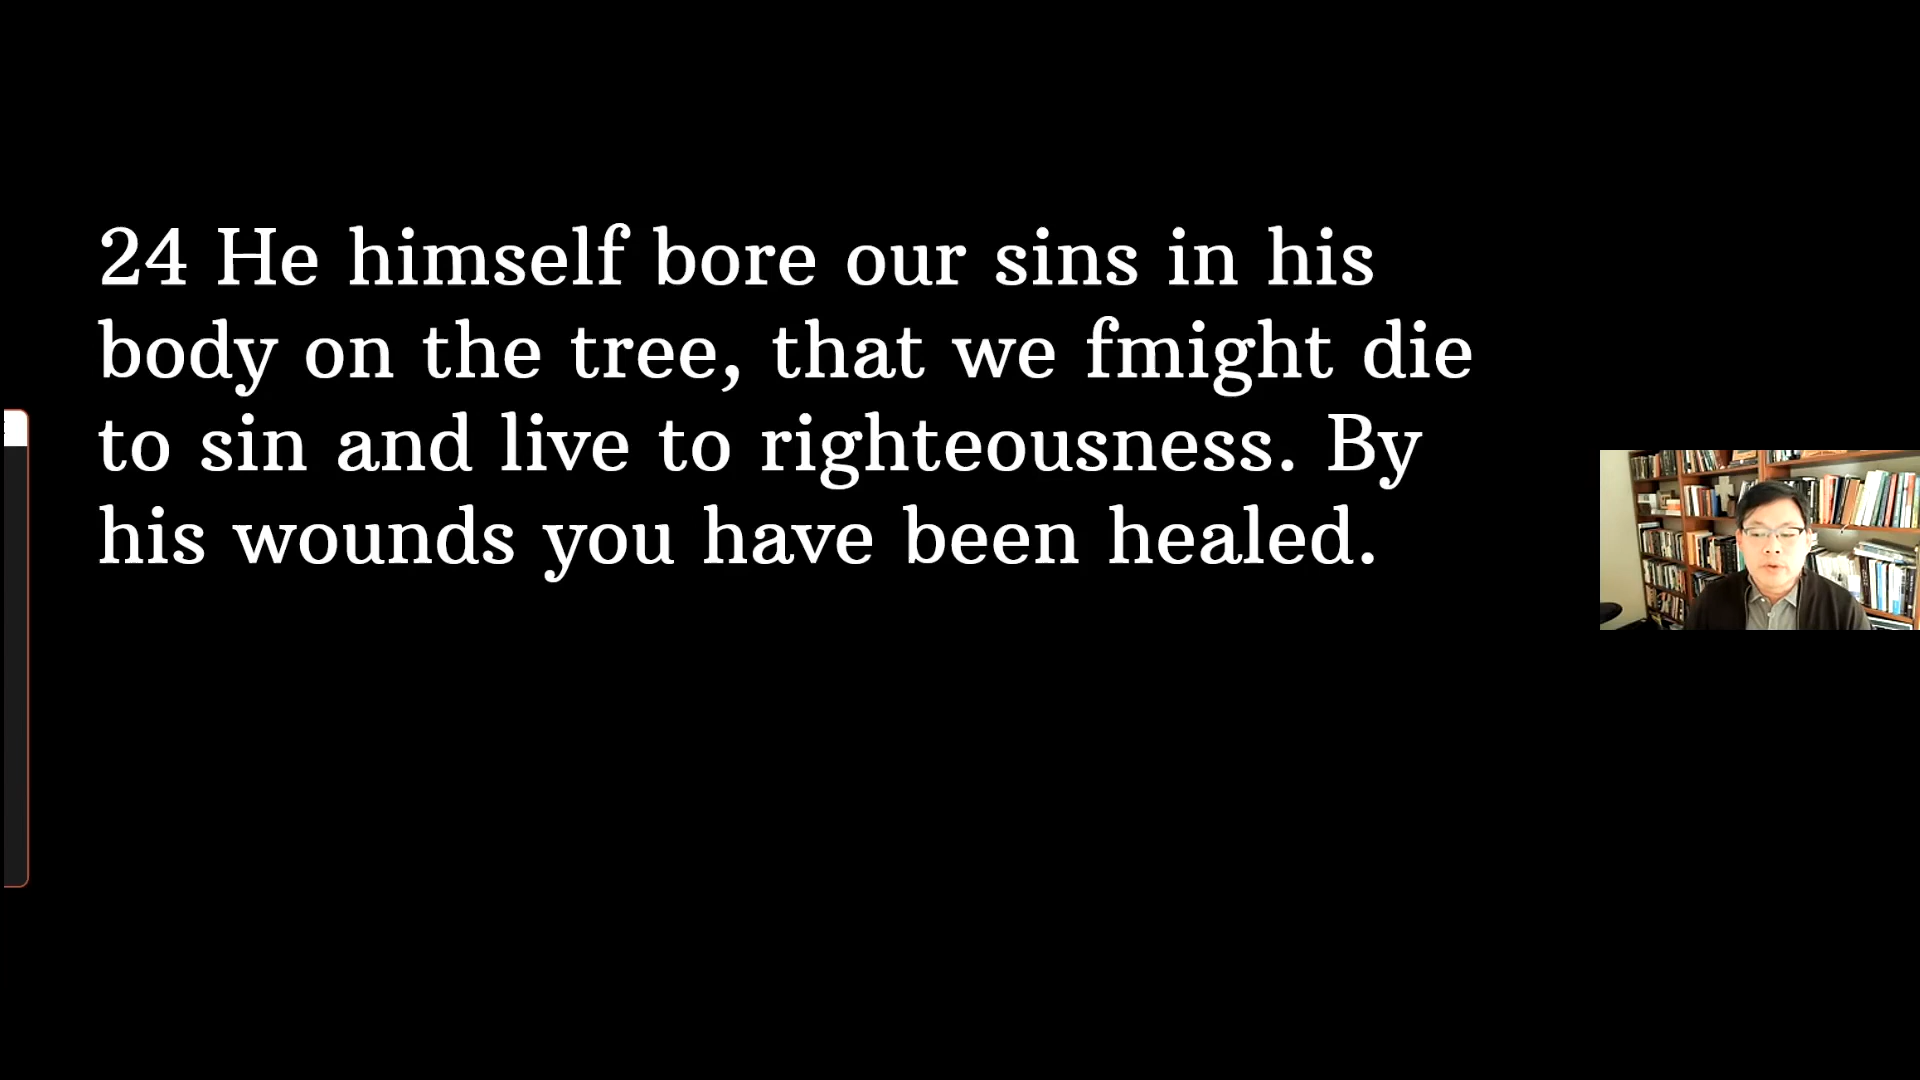 24 He himself bore our sins in his
body on the tree, that we fmight die
to sin and live to righteousness. By
his wounds you have been healed.